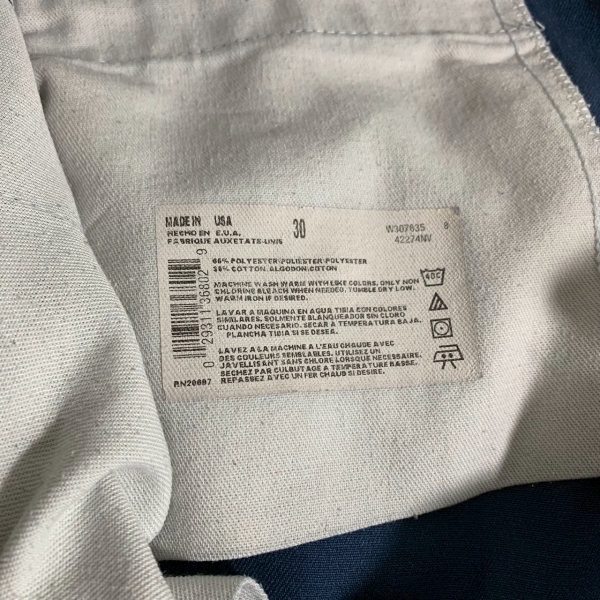 MADE IN USA 30 W307635 8
HECHO EN E.U.A. 42274NV
FABRIQUE AUXETATS-UNIS
65% POLYESTER/POLIESTER/POLYESTER
35% COTTON/ALGODON/COTON
MACHINE WASH WARM WITH LIKE COLORS. ONLY NON
CHLORINE BLEACH WHEN NEEDED. TUMBLE DRY LOW.
WARM IRON IF DESIRED.
40C
LAVAR A MAQUINA EN AGUA TIBIA CON COLORES
SIMILARES. SOLMENTE BLANQUEADOR SIN CLORO
CUANDO NECESSARIO. SECAR A TEMPERATURA BAJA.
PLANCHA TIBIA SI SE DESEA.
LAVEZ A LA MACHINE A L'EAU CHAUDE AVEC
DES COULEURS SEMBLABLES. UTILISEZ UN
JAVELLISANT SANS CHLORE LORSQUE NECESSAIRE.
SECHEZ PAR CULBUTAGE A TEMPERATURE BASSE.
REPASSEZ AVEC UN FER CHAUD SI DESIRE.
0 29311 36802 9
RN20697